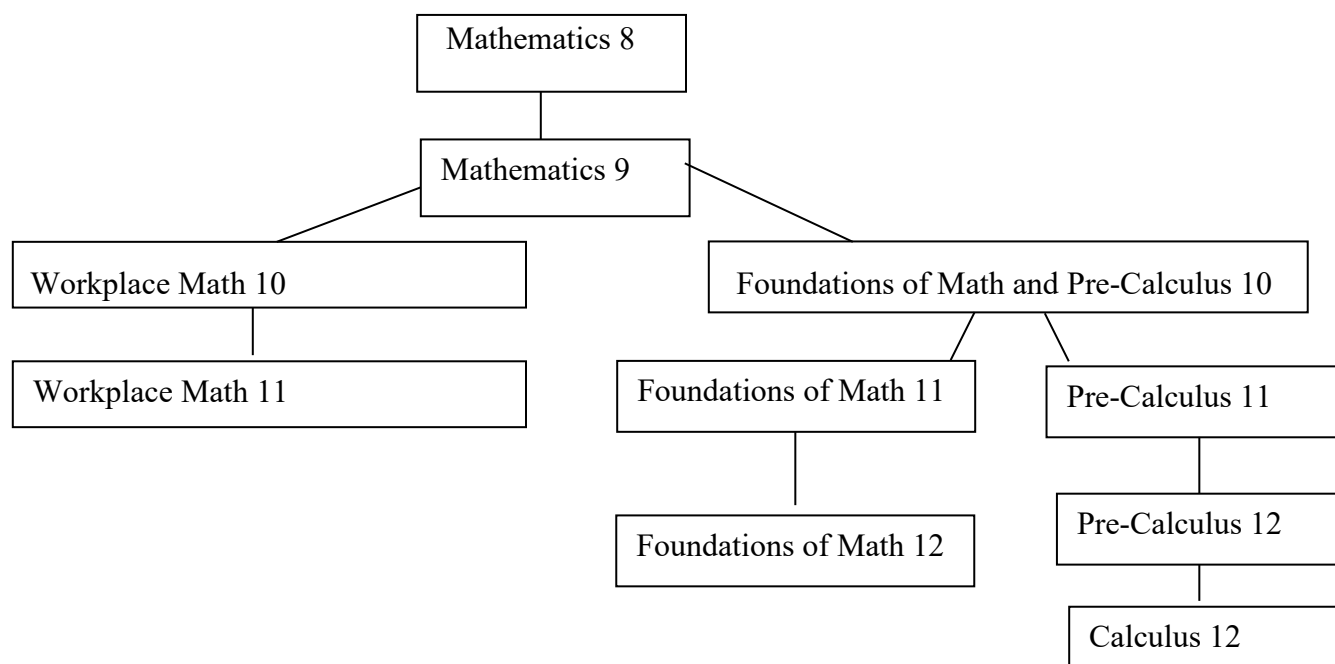 Mathematics 8
Mathematics 9
Workplace Math 10
Foundations of Math and Pre-Calculus 10
Workplace Math 11
Foundations of Math 11
Pre-Calculus 11
Pre-Calculus 12
Foundations of Math 12
Calculus 12